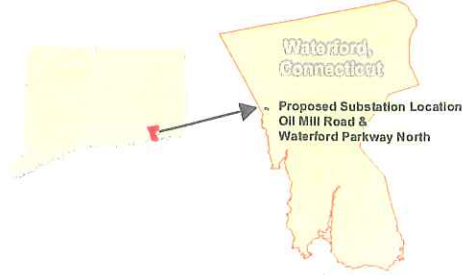 Waterford,
Connecticut
Proposed Substation Location
Oil Mill Road &
Waterford Parkway North